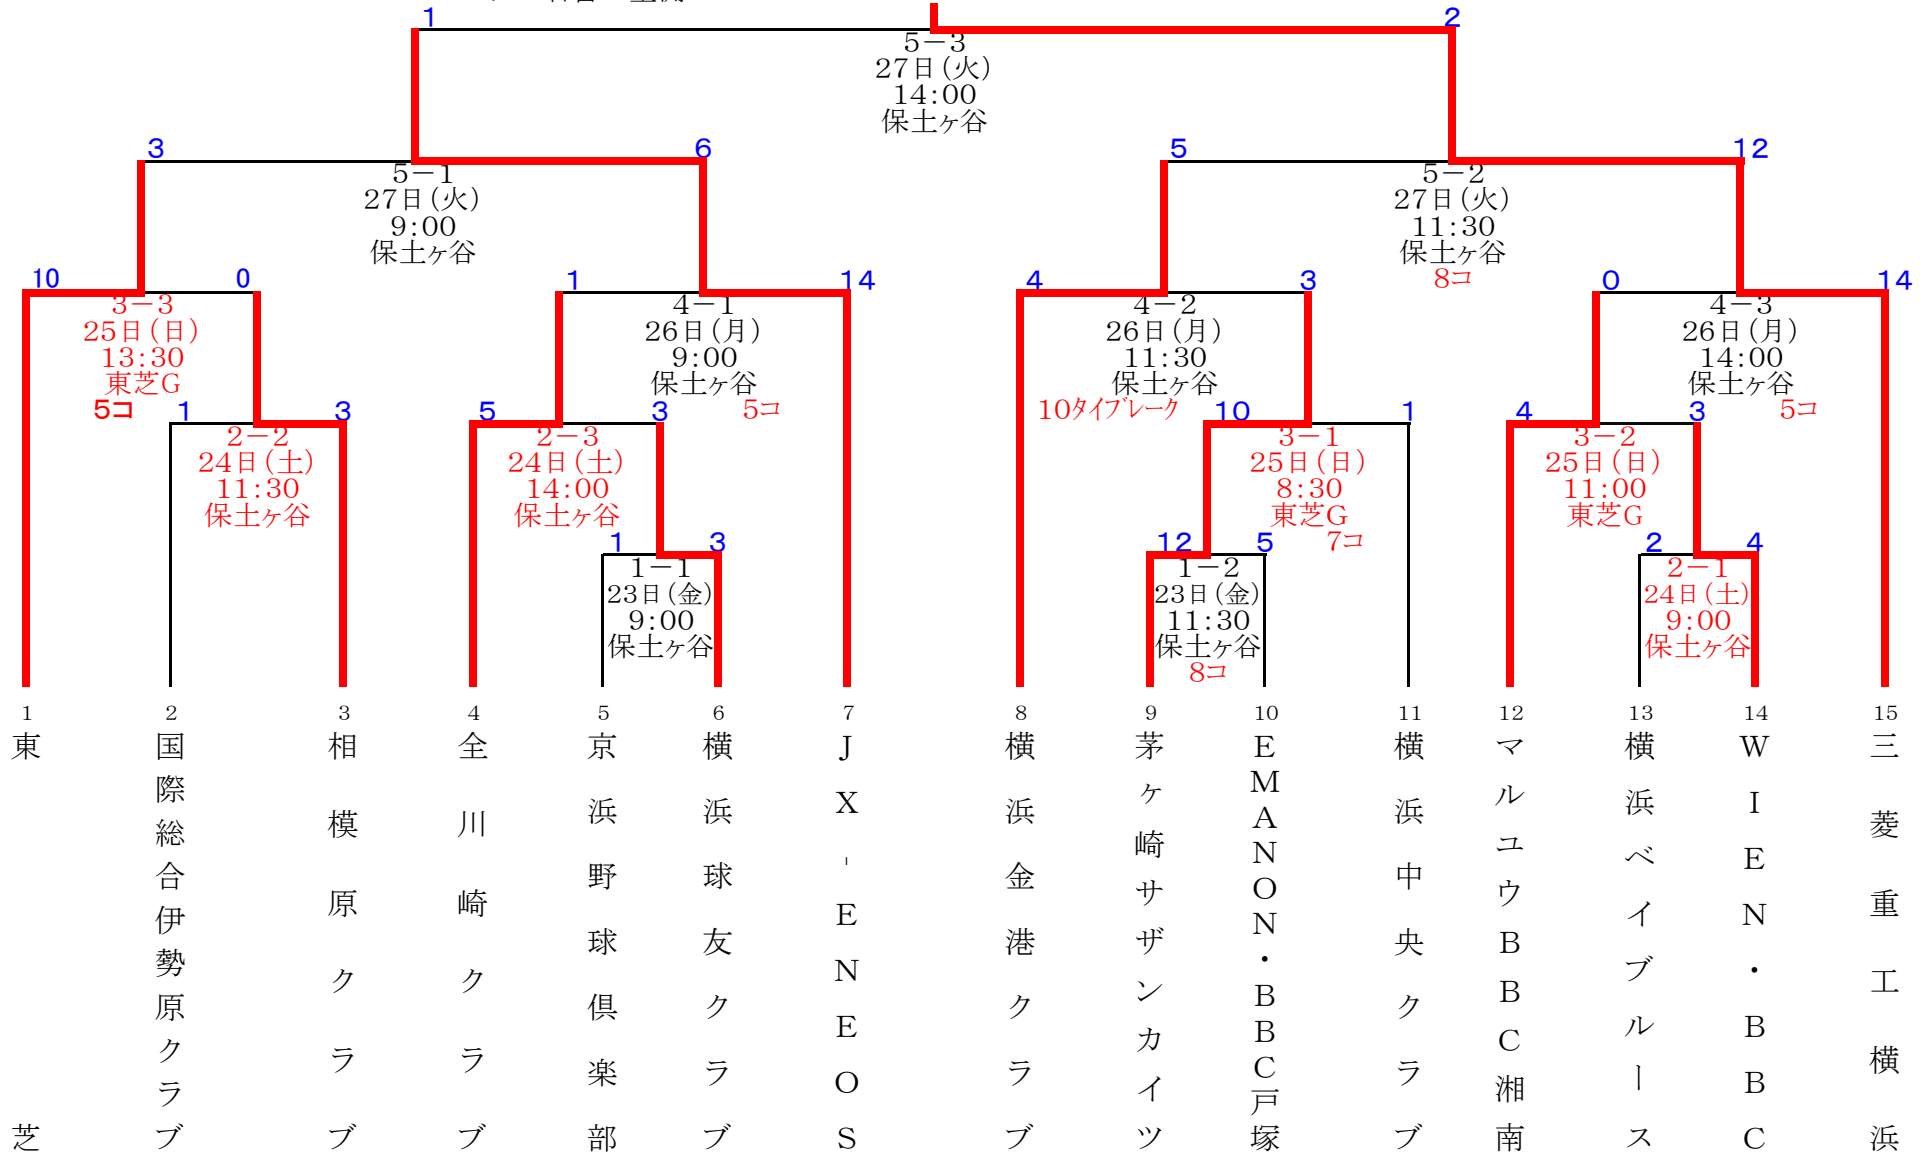 1 2
5－3
27日(火)
14:00
保土ヶ谷
3 6 5 12
5－1
27日(火)
9:00
保土ヶ谷
5－2
27日(火)
11:30
保土ヶ谷
8コ
10 0 1 14 4 3 0 14
3－3
25日(日)
13:30
東芝G
5コ
4－1
26日(月)
9:00
保土ヶ谷
5コ
4－2
26日(月)
11:30
保土ヶ谷
10タイブレーク
4－3
26日(月)
14:00
保土ヶ谷
5コ
1 3 5 3 10 1 4 3
2－2
24日(土)
11:30
保土ヶ谷
2－3
24日(土)
14:00
保土ヶ谷
3－1
25日(日)
8:30
東芝G
7コ
3－2
25日(日)
11:00
東芝G
1 3 12 5 2 4
1－1
23日(金)
9:00
保土ヶ谷
1－2
23日(金)
11:30
保土ヶ谷
8コ
2－1
24日(土)
9:00
保土ヶ谷
1 2 3 4 5 6 7 8 9 10 11 12 13 14 15
東芝
国際総合伊勢原クラブ
相模原クラブ
全川崎クラブ
京浜野球倶楽部
横浜球友クラブ
JX-ENEOS
横浜金港クラブ
茅ヶ崎サザンカイツ
EMANON・BBC戸塚
横浜中央クラブ
マルユウBBC湘南
横浜ベイブルース
WIEN・BBC
三菱重工横浜